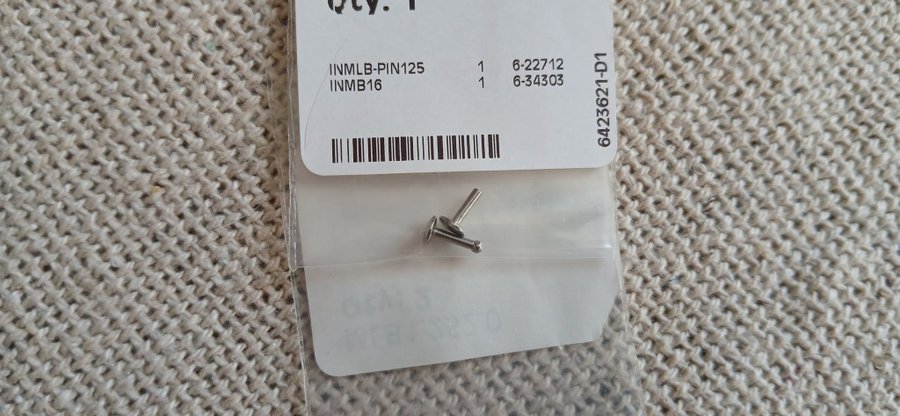 Qty: 1
INMLB-PIN125 1 6-22712
INMB16 1 6-34303
6423621-D1